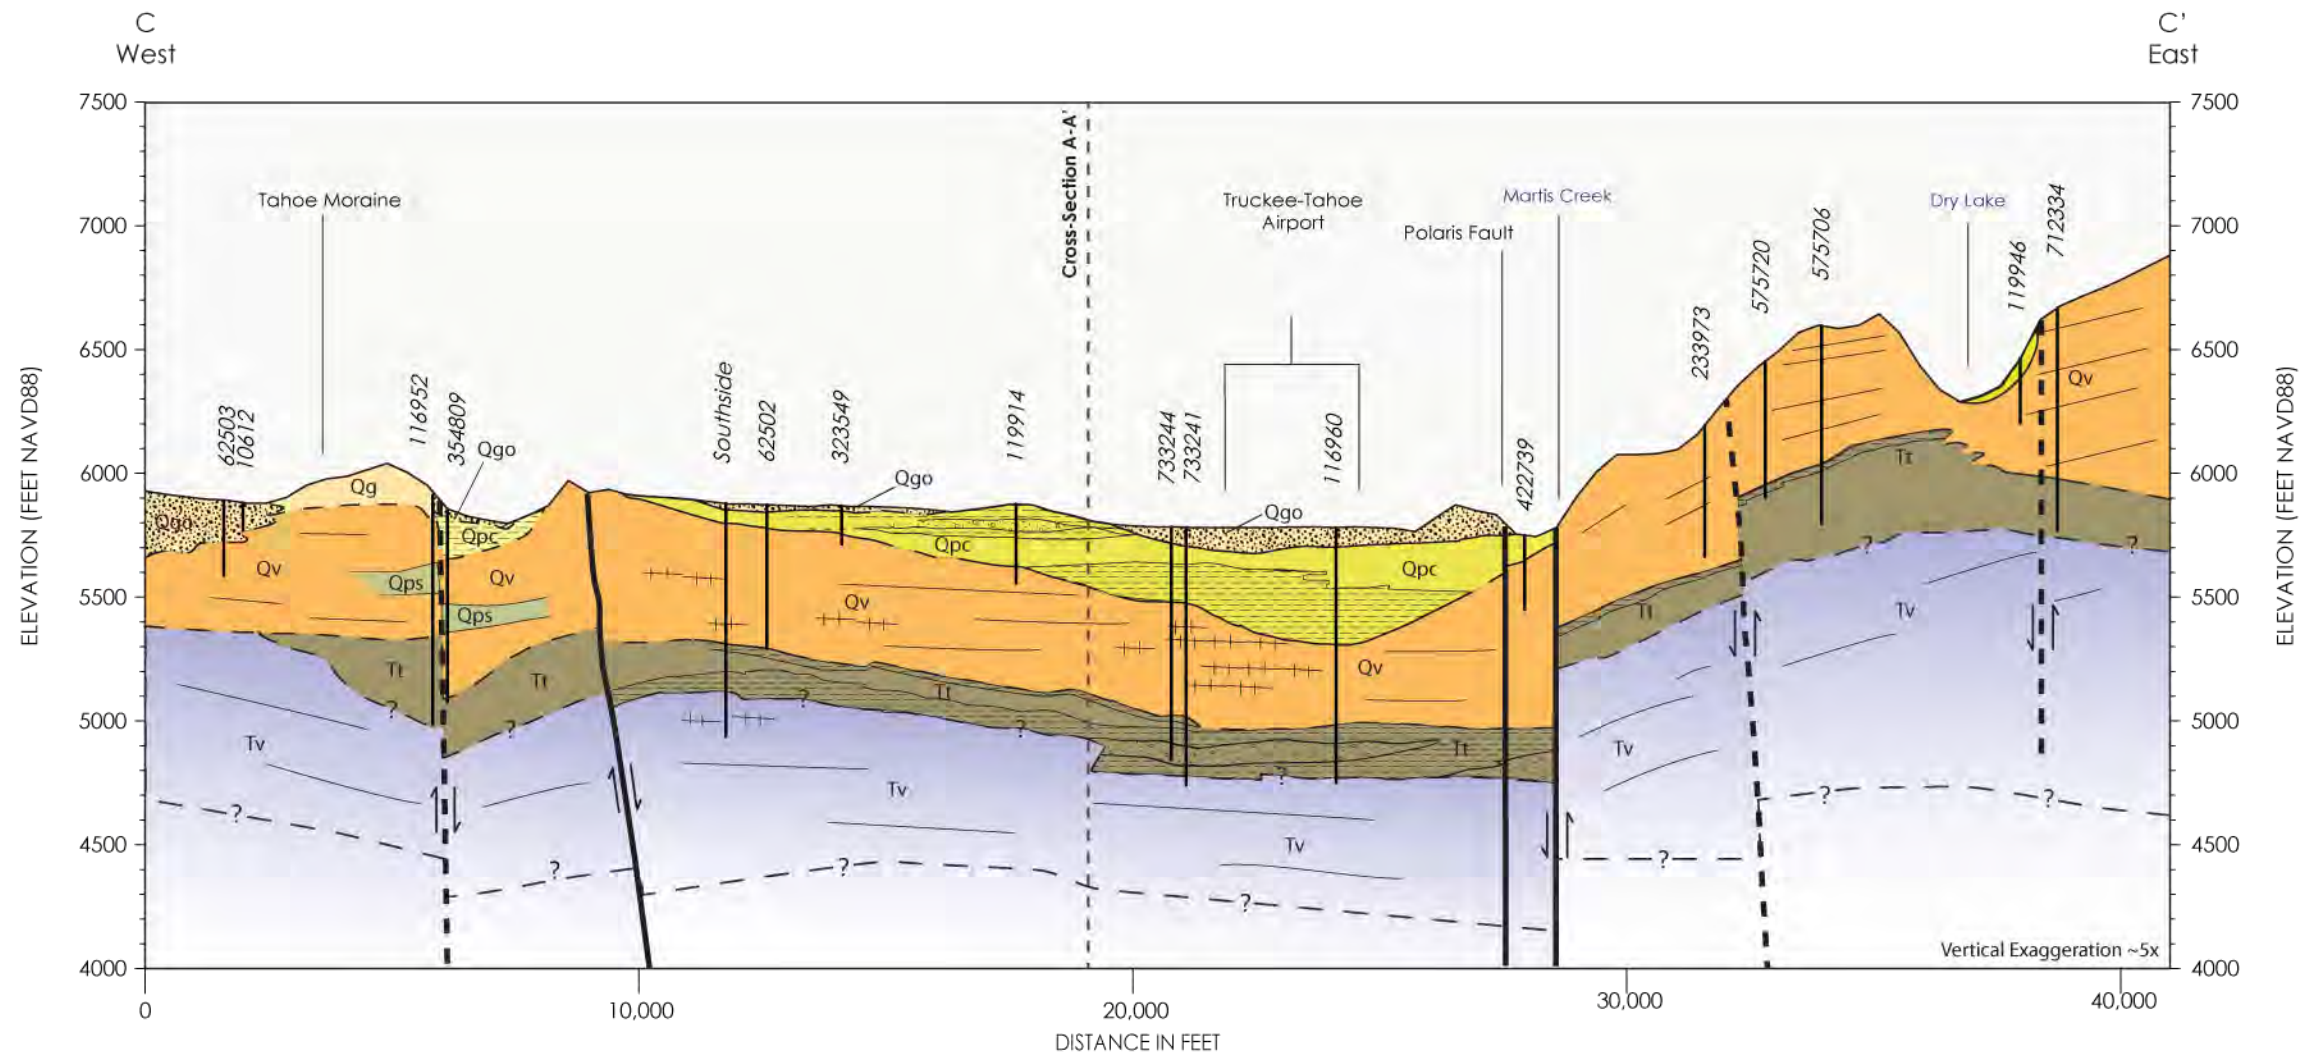 C
West
C'
East
7500
7000
6500
6000
5500
5000
4500
4000
ELEVATION (FEET NAVD88)
7500
7000
6500
6000
5500
5000
4500
4000
ELEVATION (FEET NAVD88)
Tahoe Moraine
Cross-Section A-A'
Truckee-Tahoe
Airport
Polaris Fault
Martis Creek
Dry Lake
62503
10612
116952
354809
Southside
62502
323549
119914
733244
733241
116960
422739
233973
575720
575706
119946
712334
Qgo
Qgo
Qgo
Qgo
Qg
Qpc
Qpc
Qpc
Qv
Qv
Qv
Qv
Qv
Qps
Qps
Tt
Tt
Tt
Tt
Tt
Tt
Tv
Tv
Tv
Tv
Tv
?
?
?
?
?
?
?
?
?
?
?
?
?
?
Vertical Exaggeration ~5x
0
10,000
20,000
30,000
40,000
DISTANCE IN FEET